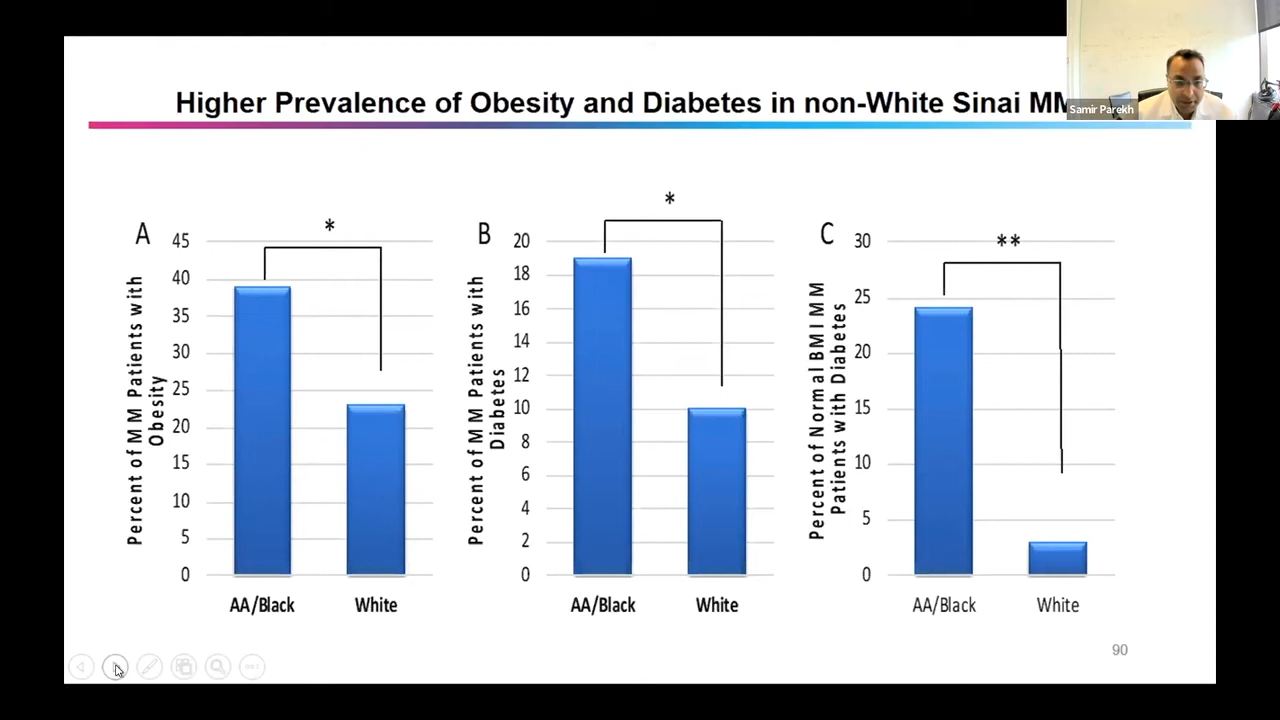 Higher Prevalence of Obesity and Diabetes in non-White Sinai MM
Samir Parekh
A
45
40
35
30
25
20
15
10
5
0
Percent of MM Patients with
Obesity
*
AA/Black
White
B
20
18
16
14
12
10
8
6
4
2
0
Percent of MM Patients with
Diabetes
*
AA/Black
White
C
30
25
20
15
10
5
0
Percent of Normal BMI MM
Patients with Diabetes
**
AA/Black
White
90